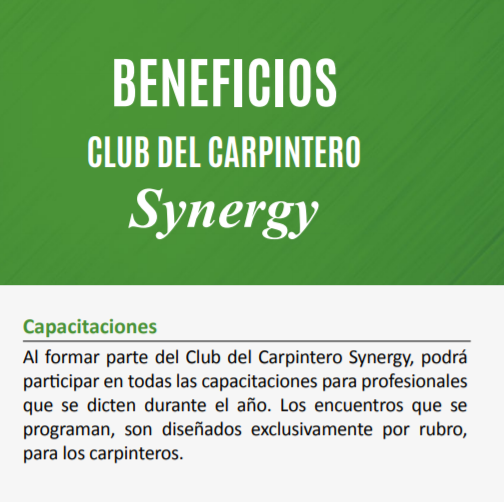 BENEFICIOS
CLUB DEL CARPINTERO
Synergy
Capacitaciones
Al formar parte del Club del Carpintero Synergy, podrá
participar en todas las capacitaciones para profesionales
que se dicten durante el año. Los encuentros que se
programan, son diseñados exclusivamente por rubro,
para los carpinteros.